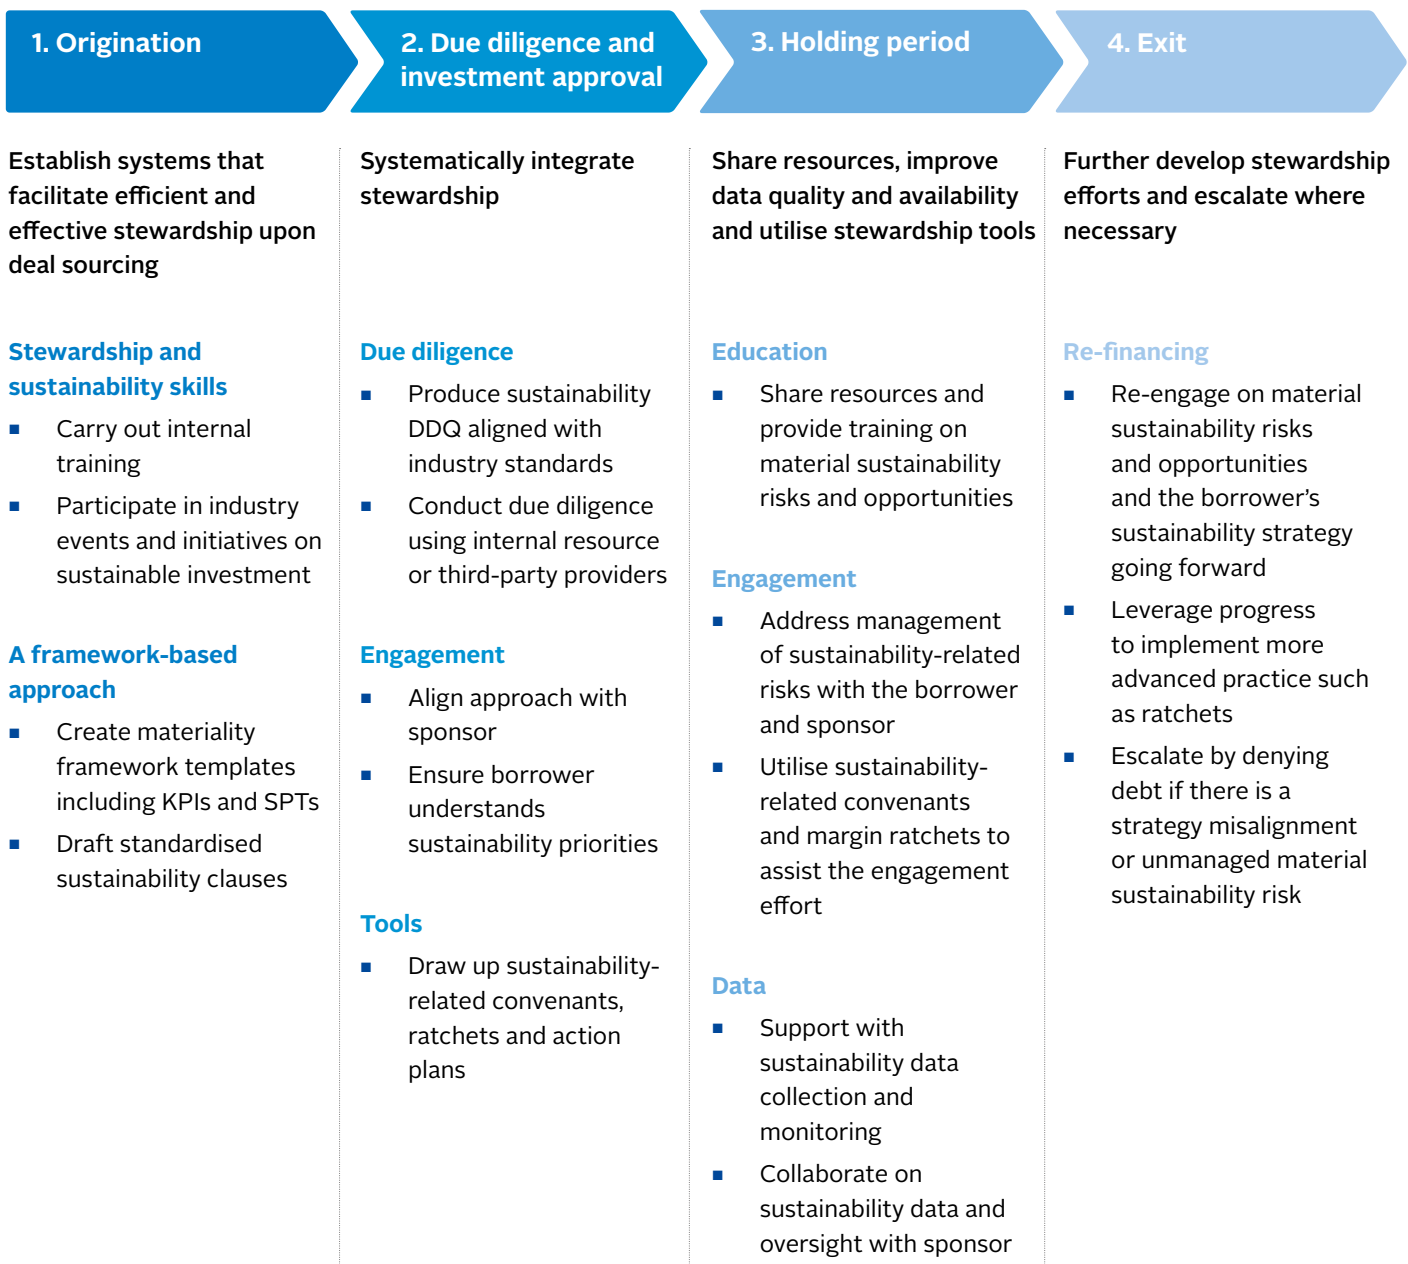 1. Origination
Establish systems that
facilitate efficient and
effective stewardship upon
deal sourcing
Stewardship and
sustainability skills
■ Carry out internal
training
■ Participate in industry
events and initiatives on
sustainable investment
A framework-based
approach
■ Create materiality
framework templates
including KPIs and SPTs
■ Draft standardised
sustainability clauses
2. Due diligence and
investment approval
Systematically integrate
stewardship
Due diligence
■ Produce sustainability
DDQ aligned with
industry standards
■ Conduct due diligence
using internal resource
or third-party providers
Engagement
■ Align approach with
sponsor
■ Ensure borrower
understands
sustainability priorities
Tools
■ Draw up sustainability-
related convenants,
ratchets and action
plans
3. Holding period
Share resources, improve
data quality and availability
and utilise stewardship tools
Education
■ Share resources and
provide training on
material sustainability
risks and opportunities
Engagement
■ Address management
of sustainability-related
risks with the borrower
and sponsor
■ Utilise sustainability-
related convenants
and margin ratchets to
assist the engagement
effort
Data
■ Support with
sustainability data
collection and
monitoring
■ Collaborate on
sustainability data and
oversight with sponsor
4. Exit
Further develop stewardship
efforts and escalate where
necessary
Re-financing
■ Re-engage on material
sustainability risks
and opportunities
and the borrower’s
sustainability strategy
going forward
■ Leverage progress
to implement more
advanced practice such
as ratchets
■ Escalate by denying
debt if there is a
strategy misalignment
or unmanaged material
sustainability risk